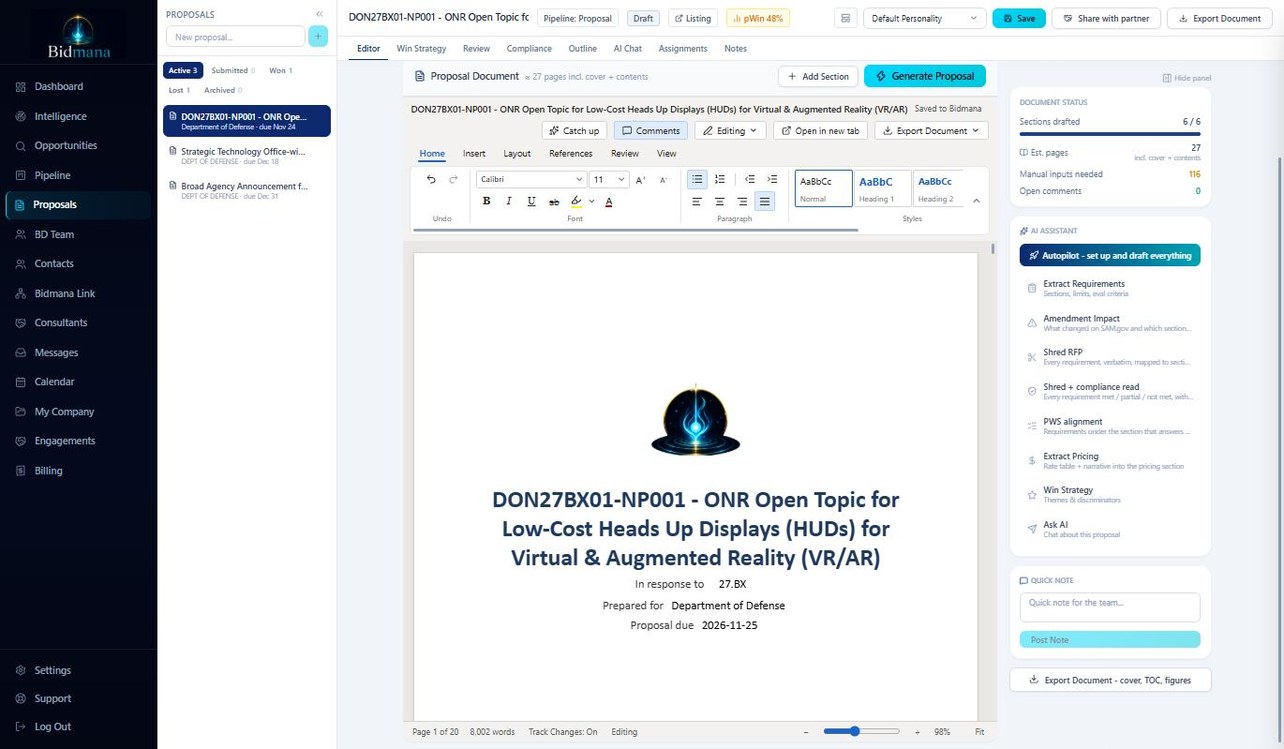 Bidmana
Dashboard
Intelligence
Opportunities
Pipeline
Proposals
BD Team
Contacts
Bidmana Link
Consultants
Messages
Calendar
My Company
Engagements
Billing
Settings
Support
Log Out
PROPOSALS
New proposal...
+
Active 3 Submitted 0 Won 1
Lost 1 Archived 0
DON27BX01-NP001 - ONR Ope...
Department of Defense · due Nov 24
Strategic Technology Office-wi...
DEPT OF DEFENSE · due Dec 18
Broad Agency Announcement f...
DEPT OF DEFENSE · due Dec 31
DON27BX01-NP001 - ONR Open Topic fc
Pipeline: Proposal
Draft
Listing
pWin 48%
Default Personality
Save
Share with partner
Export Document
Editor Win Strategy Review Compliance Outline AI Chat Assignments Notes
Proposal Document ≈ 27 pages incl. cover + contents
+ Add Section
Generate Proposal
DON27BX01-NP001 - ONR Open Topic for Low-Cost Heads Up Displays (HUDs) for Virtual & Augmented Reality (VR/AR) Saved to Bidmana
Catch up
Comments
Editing
Open in new tab
Export Document
Home Insert Layout References Review View
Calibri
11
A
A
AaBbCc
AaBbC
AaBbCc
B I U ab A
Normal
Heading 1
Heading 2
Undo Font Paragraph Styles
DON27BX01-NP001 - ONR Open Topic for
Low-Cost Heads Up Displays (HUDs) for
Virtual & Augmented Reality (VR/AR)
In response to 27.BX
Prepared for Department of Defense
Proposal due 2026-11-25
Page 1 of 20 8,002 words Track Changes: On Editing
− + 98% Fit
Hide panel
DOCUMENT STATUS
Sections drafted 6 / 6
Est. pages 27
incl. cover + contents
Manual inputs needed 116
Open comments 0
AI ASSISTANT
Autopilot - set up and draft everything
Extract Requirements
Sections, limits, eval criteria
Amendment Impact
What changed on SAM.gov and which section...
Shred RFP
Every requirement, verbatim, mapped to secti...
Shred + compliance read
Every requirement met / partial / not met, with...
PWS alignment
Requirements under the section that answers ...
Extract Pricing
Rate table + narrative into the pricing section
Win Strategy
Themes & discriminators
Ask AI
Chat about this proposal
QUICK NOTE
Quick note for the team...
Post Note
Export Document - cover, TOC, figures